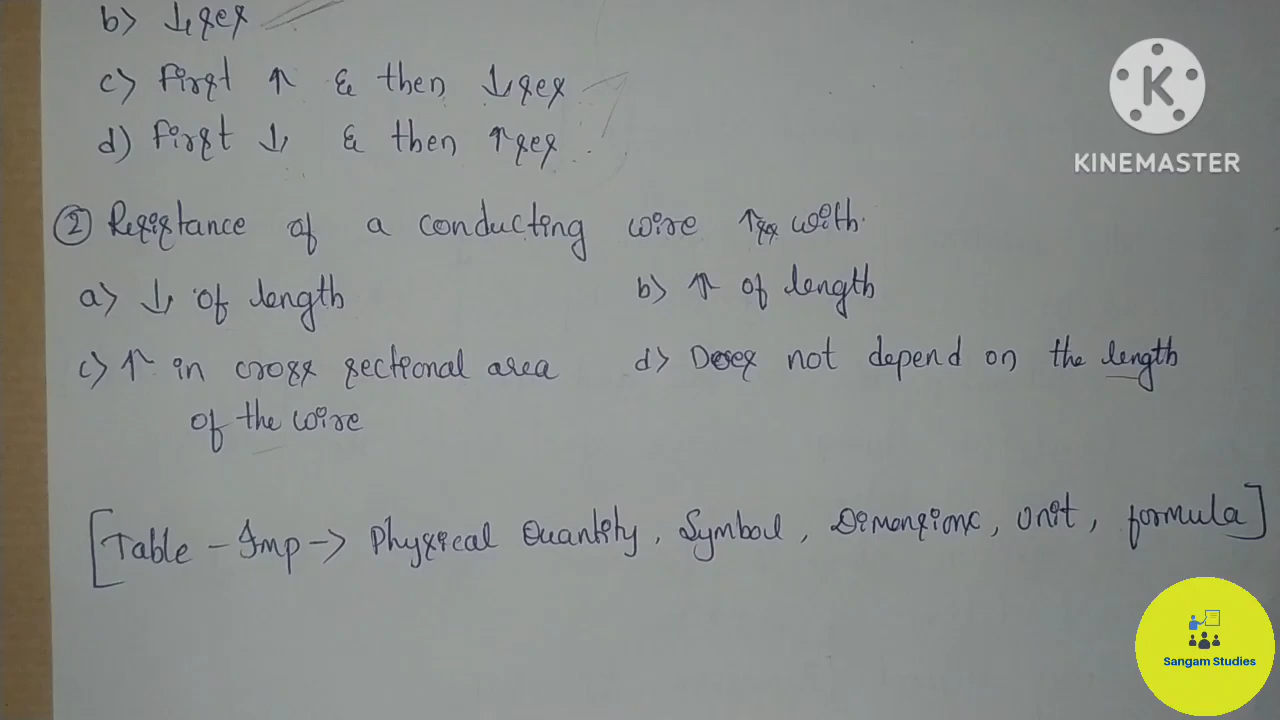 b) ↓ses
c) First ↑ & then ↓ses
d) First ↓ & then ↑ses
KINEMASTER
② Resistance of a conducting wire ↑ss with
a) ↓ of length b) ↑ of length
c) ↑ in cross sectional area d) Does not depend on the length
of the wire
[Table - Imp -> Physical Quantity, Symbol, Dimensions, Unit, formula]
Sangam Studies